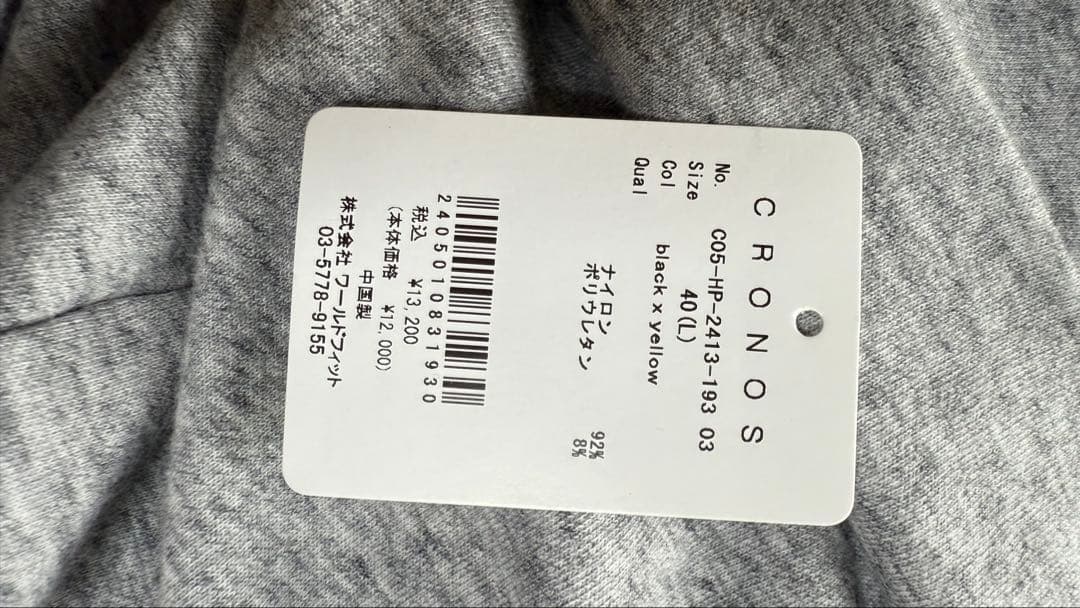 CRONOS
No. C05-HP-2413-193 03
Size 40(L)
Col black x yellow
Qual
ナイロン 92%
ポリウレタン 8%
2405010831930
税込 ¥13,200
(本体価格 ¥12,000)
中国製
株式会社 ワールドフィット
03-5778-9155